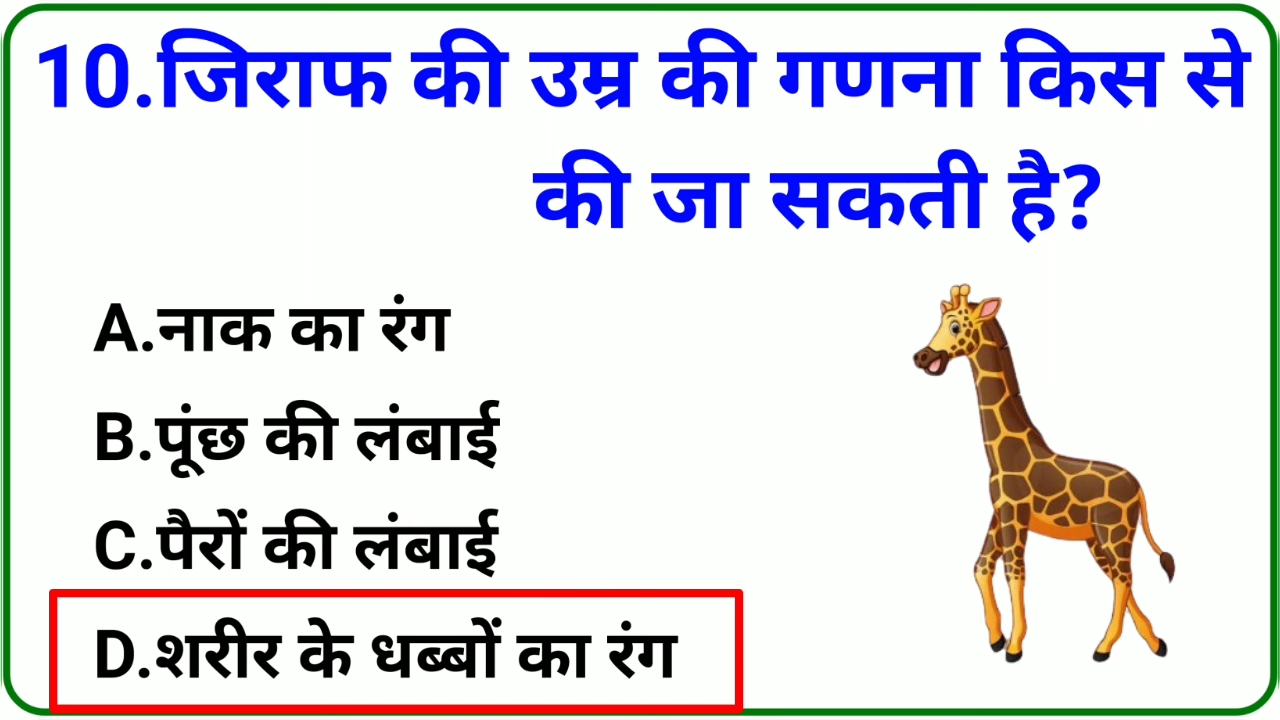 10.जिराफ की उम्र की गणना किस से
की जा सकती है?
A.नाक का रंग
B.पूंछ की लंबाई
C.पैरों की लंबाई
D.शरीर के धब्बों का रंग